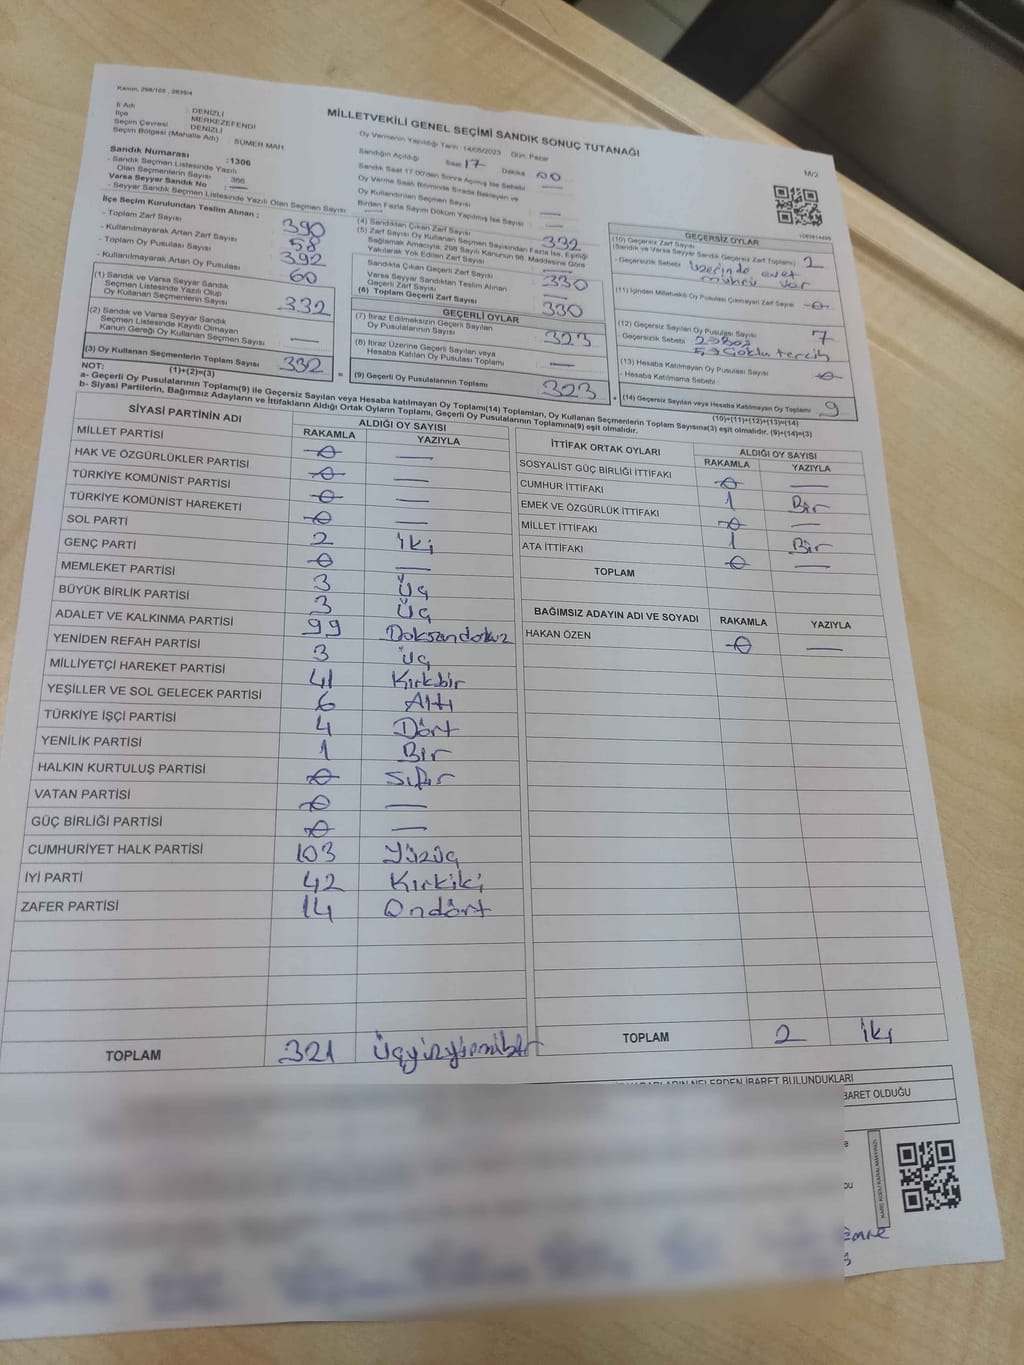 Kanun, 298/105 , 2839/4
İl Adı : DENİZLİ
İlçe : MERKEZEFENDİ
Seçim Çevresi : DENİZLİ
Seçim Bölgesi (Mahalle Adı) : SÜMER MAH
Sandık Numarası : 1306
- Sandık Seçmen Listesinde Yazılı
Olan Seçmenlerin Sayısı : 366
Varsa Seyyar Sandık No : —
- Seyyar Sandık Seçmen Listesinde Yazılı Olan Seçmen Sayısı: —
MİLLETVEKİLİ GENEL SEÇİMİ SANDIK SONUÇ TUTANAĞI
M/2
Oy Vermenin Yapıldığı Tarih : 14/05/2023 Gün: Pazar
Sandığın Açıldığı Saat 17 Dakika 00
Sandık Saat 17.00'den Sonra Açılmış İse Sebebi —
Oy Verme Saati Bitiminde Sırada Bekleyen ve
Oy Kullandırılan Seçmen Sayısı —
Birden Fazla Sayım Döküm Yapılmış İse Sayısı —
İlçe Seçim Kurulundan Teslim Alınan ;
- Toplam Zarf Sayısı 390
- Kullanılmayarak Artan Zarf Sayısı 58
- Toplam Oy Pusulası Sayısı 392
- Kullanılmayarak Artan Oy Pusulası 60
(1) Sandık ve Varsa Seyyar Sandık
Seçmen Listesinde Yazılı Olup
Oy Kullanan Seçmenlerin Sayısı 332
(2) Sandık ve Varsa Seyyar Sandık
Seçmen Listesinde Kayıtlı Olmayan
Kanun Gereği Oy Kullanan Seçmen Sayısı —
(3) Oy Kullanan Seçmenlerin Toplam Sayısı 332
(1)+(2)=(3)
(4) Sandıktan Çıkan Zarf Sayısı 332
(5) Zarf Sayısı Oy Kullanan Seçmen Sayısından Fazla İse, Eşitliği
Sağlamak Amacıyla; 298 Sayılı Kanunun 98. Maddesine Göre
Yakılarak Yok Edilen Zarf Sayısı —
Sandıkta Çıkan Geçerli Zarf Sayısı 330
Varsa Seyyar Sandıktan Teslim Alınan
Geçerli Zarf Sayısı —
(6) Toplam Geçerli Zarf Sayısı 330
GEÇERLİ OYLAR
(7) İtiraz Edilmeksizin Geçerli Sayılan
Oy Pusulalarının Sayısı 323
(8) İtiraz Üzerine Geçerli Sayılan veya
Hesaba Katılan Oy Pusulası Toplamı —
= (9) Geçerli Oy Pusulalarının Toplamı 323
GEÇERSİZ OYLAR
(10) Geçersiz Zarf Sayısı
(Sandık ve Varsa Seyyar Sandık Geçersiz Zarf Toplamı) 2
- Geçersizlik Sebebi : üzerinde evet
mührü var
(11) İçinden Milletvekili Oy Pusulası Çıkmayan Zarf Sayısı 0
(12) Geçersiz Sayılan Oy Pusulası Sayısı 7
- Geçersizlik Sebebi : 2→Boş
5→Çoklu tercih
(13) Hesaba Katılmayan Oy Pusulası Sayısı 0
- Hesaba Katılmama Sebebi :
+ (14) Geçersiz Sayılan veya Hesaba Katılmayan Oy Toplamı 9
(10)+(11)+(12)+(13)=(14)
NOT:
a- Geçerli Oy Pusulalarının Toplamı(9) ile Geçersiz Sayılan veya Hesaba katılmayan Oy Toplamı(14) Toplamları, Oy Kullanan Seçmenlerin Toplam Sayısına(3) eşit olmalıdır. (9)+(14)=(3)
b- Siyasi Partilerin, Bağımsız Adayların ve İttifakların Aldığı Ortak Oyların Toplamı, Geçerli Oy Pusulalarının Toplamına(9) eşit olmalıdır.
SİYASİ PARTİNİN ADI ALDIĞI OY SAYISI
RAKAMLA YAZIYLA
MİLLET PARTİSİ 0 —
HAK VE ÖZGÜRLÜKLER PARTİSİ 0 —
TÜRKİYE KOMÜNİST PARTİSİ 0 —
TÜRKİYE KOMÜNİST HAREKETİ 0 —
SOL PARTİ 2 iki
GENÇ PARTİ 0 —
MEMLEKET PARTİSİ 3 Üç
BÜYÜK BİRLİK PARTİSİ 3 Üç
ADALET VE KALKINMA PARTİSİ 99 Doksandokuz
YENİDEN REFAH PARTİSİ 3 üç
MİLLİYETÇİ HAREKET PARTİSİ 41 Kırkbir
YEŞİLLER VE SOL GELECEK PARTİSİ 6 Altı
TÜRKİYE İŞÇİ PARTİSİ 4 Dört
YENİLİK PARTİSİ 1 Bir
HALKIN KURTULUŞ PARTİSİ 0 Sıfır
VATAN PARTİSİ 0 —
GÜÇ BİRLİĞİ PARTİSİ 0 —
CUMHURİYET HALK PARTİSİ 103 Yüzüç
İYİ PARTİ 42 Kırkiki
ZAFER PARTİSİ 14 Ondört
TOPLAM 321 Üçyüzyirmibir
İTTİFAK ORTAK OYLARI ALDIĞI OY SAYISI
RAKAMLA YAZIYLA
SOSYALİST GÜÇ BİRLİĞİ İTTİFAKI 0 —
CUMHUR İTTİFAKI 1 Bir
EMEK VE ÖZGÜRLÜK İTTİFAKI 0 —
MİLLET İTTİFAKI 1 Bir
ATA İTTİFAKI 0 —
TOPLAM
BAĞIMSIZ ADAYIN ADI VE SOYADI RAKAMLA YAZIYLA
HAKAN ÖZEN 0 —
TOPLAM 2 iki
NELERDEN İBARET BULUNDUKLARI
BARET OLDUĞU
Emre